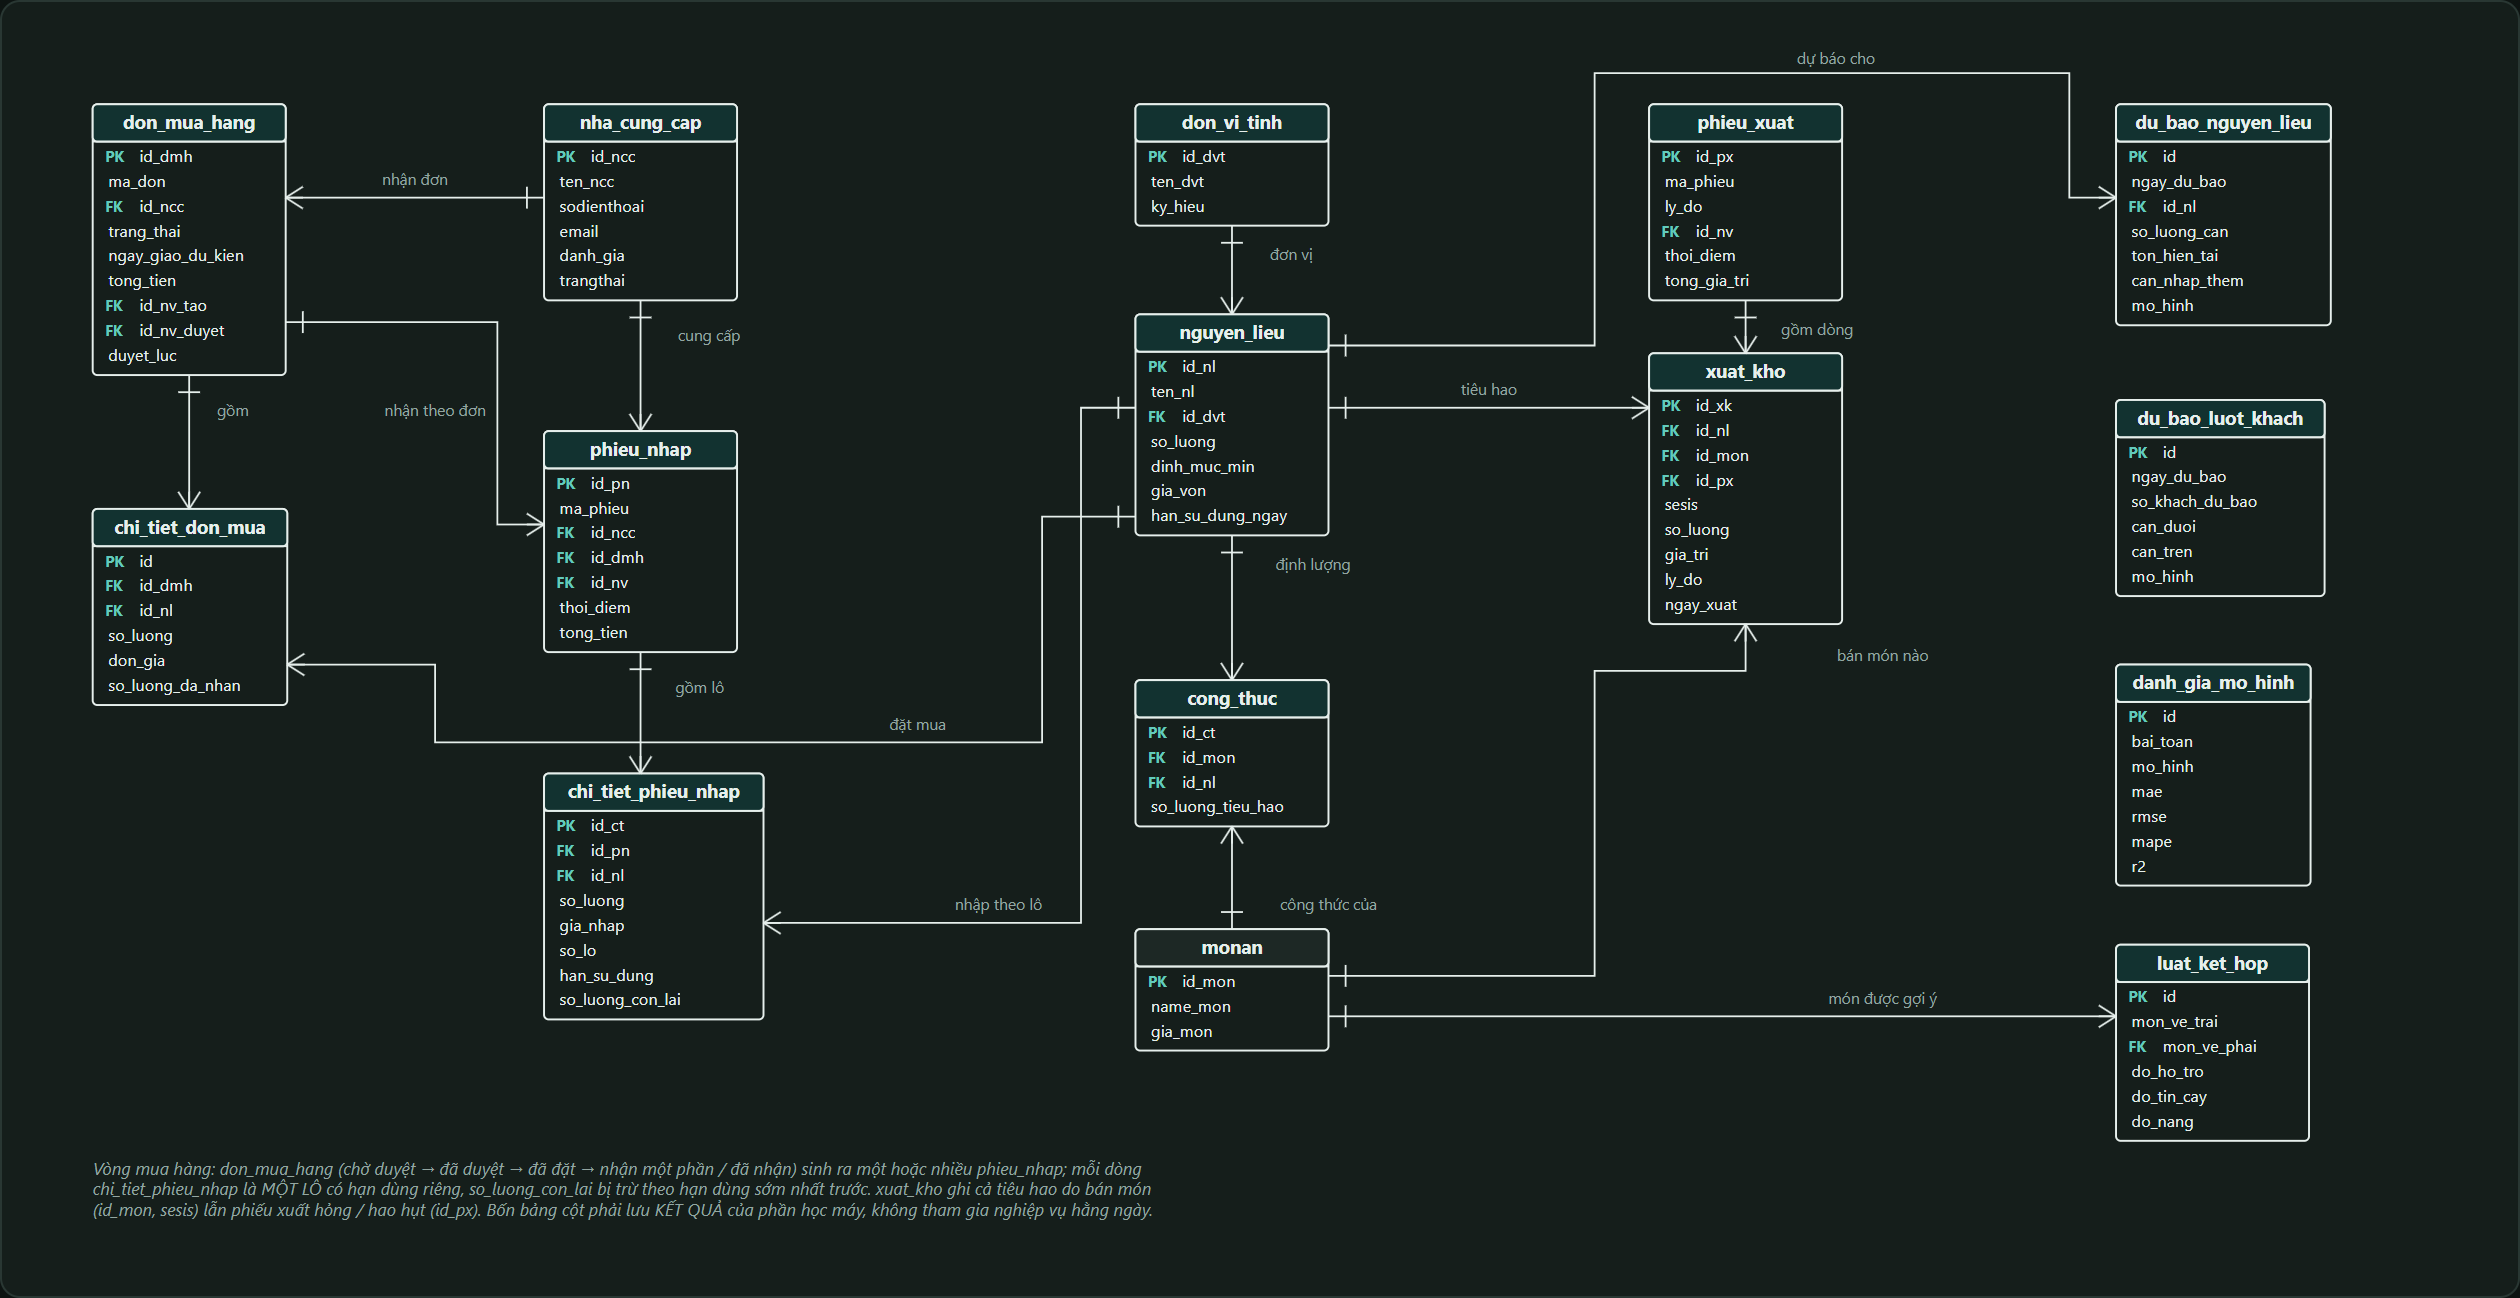 dự báo cho
don_mua_hang
PK id_dmh
ma_don
FK id_ncc
trang_thai
ngay_giao_du_kien
tong_tien
FK id_nv_tao
FK id_nv_duyet
duyet_luc
nhận đơn
nha_cung_cap
PK id_ncc
ten_ncc
sodienthoai
email
danh_gia
trangthai
don_vi_tinh
PK id_dvt
ten_dvt
ky_hieu
đơn vị
phieu_xuat
PK id_px
ma_phieu
ly_do
FK id_nv
thoi_diem
tong_gia_tri
gồm dòng
du_bao_nguyen_lieu
PK id
ngay_du_bao
FK id_nl
so_luong_can
ton_hien_tai
can_nhap_them
mo_hinh
cung cấp
gồm
nhận theo đơn
nguyen_lieu
PK id_nl
ten_nl
FK id_dvt
so_luong
dinh_muc_min
gia_von
han_su_dung_ngay
tiêu hao
xuat_kho
PK id_xk
FK id_nl
FK id_mon
FK id_px
sesis
so_luong
gia_tri
ly_do
ngay_xuat
du_bao_luot_khach
PK id
ngay_du_bao
so_khach_du_bao
can_duoi
can_tren
mo_hinh
phieu_nhap
PK id_pn
ma_phieu
FK id_ncc
FK id_dmh
FK id_nv
thoi_diem
tong_tien
chi_tiet_don_mua
PK id
FK id_dmh
FK id_nl
so_luong
don_gia
so_luong_da_nhan
định lượng
gồm lô
đặt mua
bán món nào
cong_thuc
PK id_ct
FK id_mon
FK id_nl
so_luong_tieu_hao
danh_gia_mo_hinh
PK id
bai_toan
mo_hinh
mae
rmse
mape
r2
chi_tiet_phieu_nhap
PK id_ct
FK id_pn
FK id_nl
so_luong
gia_nhap
so_lo
han_su_dung
so_luong_con_lai
nhập theo lô
công thức của
monan
PK id_mon
name_mon
gia_mon
món được gợi ý
luat_ket_hop
PK id
mon_ve_trai
FK mon_ve_phai
do_ho_tro
do_tin_cay
do_nang
Vòng mua hàng: don_mua_hang (chờ duyệt → đã duyệt → đã đặt → nhận một phần / đã nhận) sinh ra một hoặc nhiều phieu_nhap; mỗi dòng
chi_tiet_phieu_nhap là MỘT LÔ có hạn dùng riêng, so_luong_con_lai bị trừ theo hạn dùng sớm nhất trước. xuat_kho ghi cả tiêu hao do bán món
(id_mon, sesis) lẫn phiếu xuất hỏng / hao hụt (id_px). Bốn bảng cột phải lưu KẾT QUẢ của phần học máy, không tham gia nghiệp vụ hằng ngày.